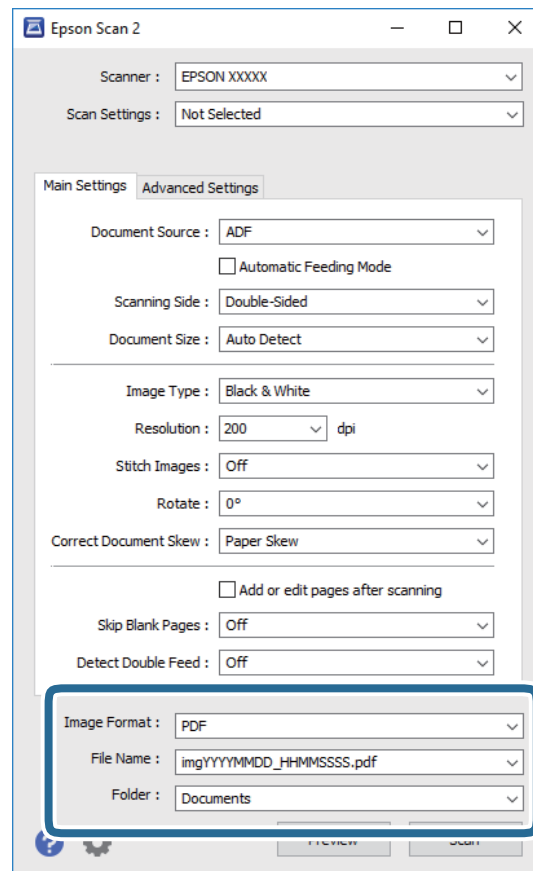 Epson Scan 2
Scanner : EPSON XXXXX
Scan Settings : Not Selected
Main Settings Advanced Settings
Document Source : ADF
Automatic Feeding Mode
Scanning Side : Double-Sided
Document Size : Auto Detect
Image Type : Black & White
Resolution : 200 dpi
Stitch Images : Off
Rotate : 0°
Correct Document Skew : Paper Skew
Add or edit pages after scanning
Skip Blank Pages : Off
Detect Double Feed : Off
Image Format : PDF
File Name : imgYYYYMMDD_HHMMSSSS.pdf
Folder : Documents
? Preview Scan